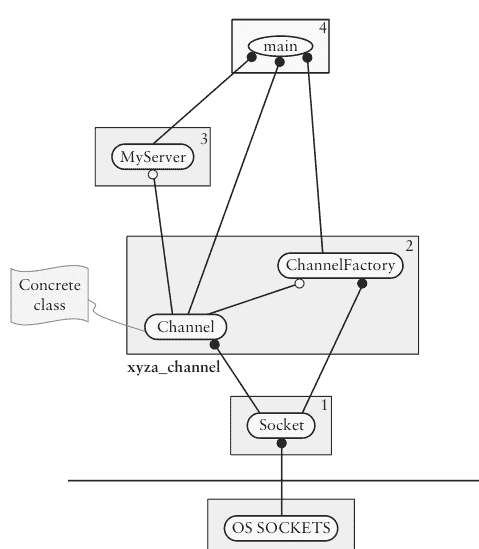 4
main
3
MyServer
2
ChannelFactory
Concrete
class
Channel
xyza_channel
1
Socket
OS SOCKETS